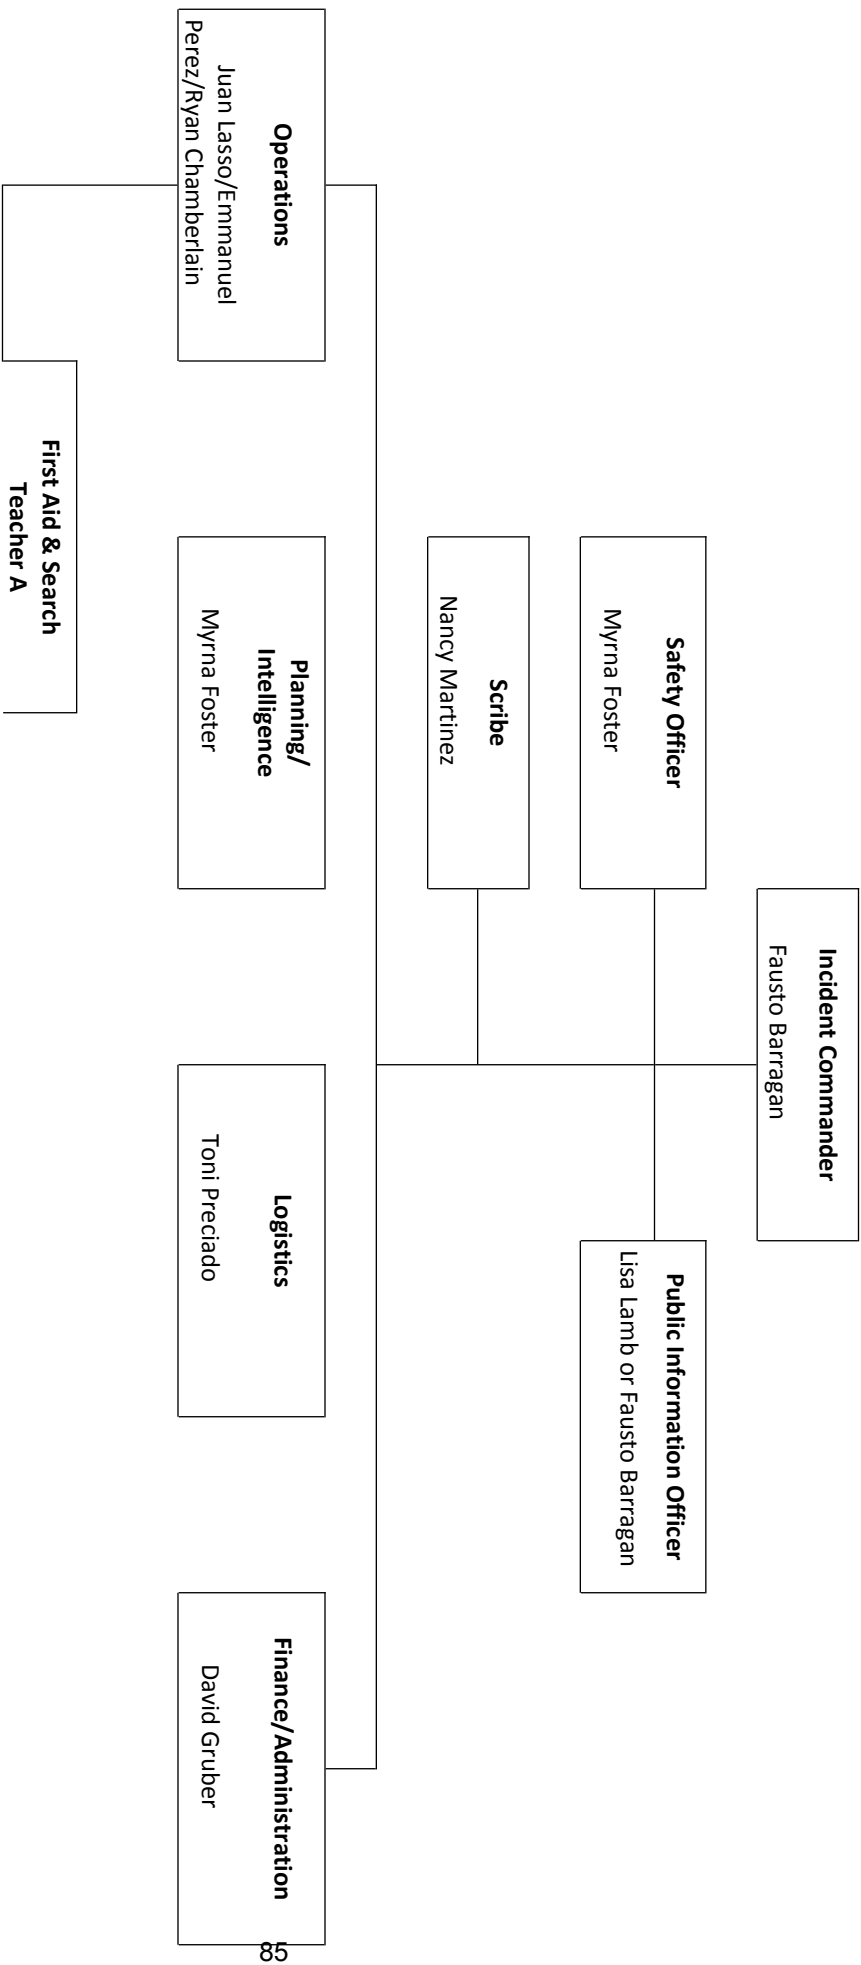 Incident Commander
Fausto Barragan
Safety Officer
Myrna Foster
Public Information Officer
Lisa Lamb or Fausto Barragan
Scribe
Nancy Martinez
Operations
Juan Lasso/Emmanuel
Perez/Ryan Chamberlain
Planning/
Intelligence
Myrna Foster
Logistics
Toni Preciado
Finance/Administration
David Gruber
First Aid & Search
Teacher A
85